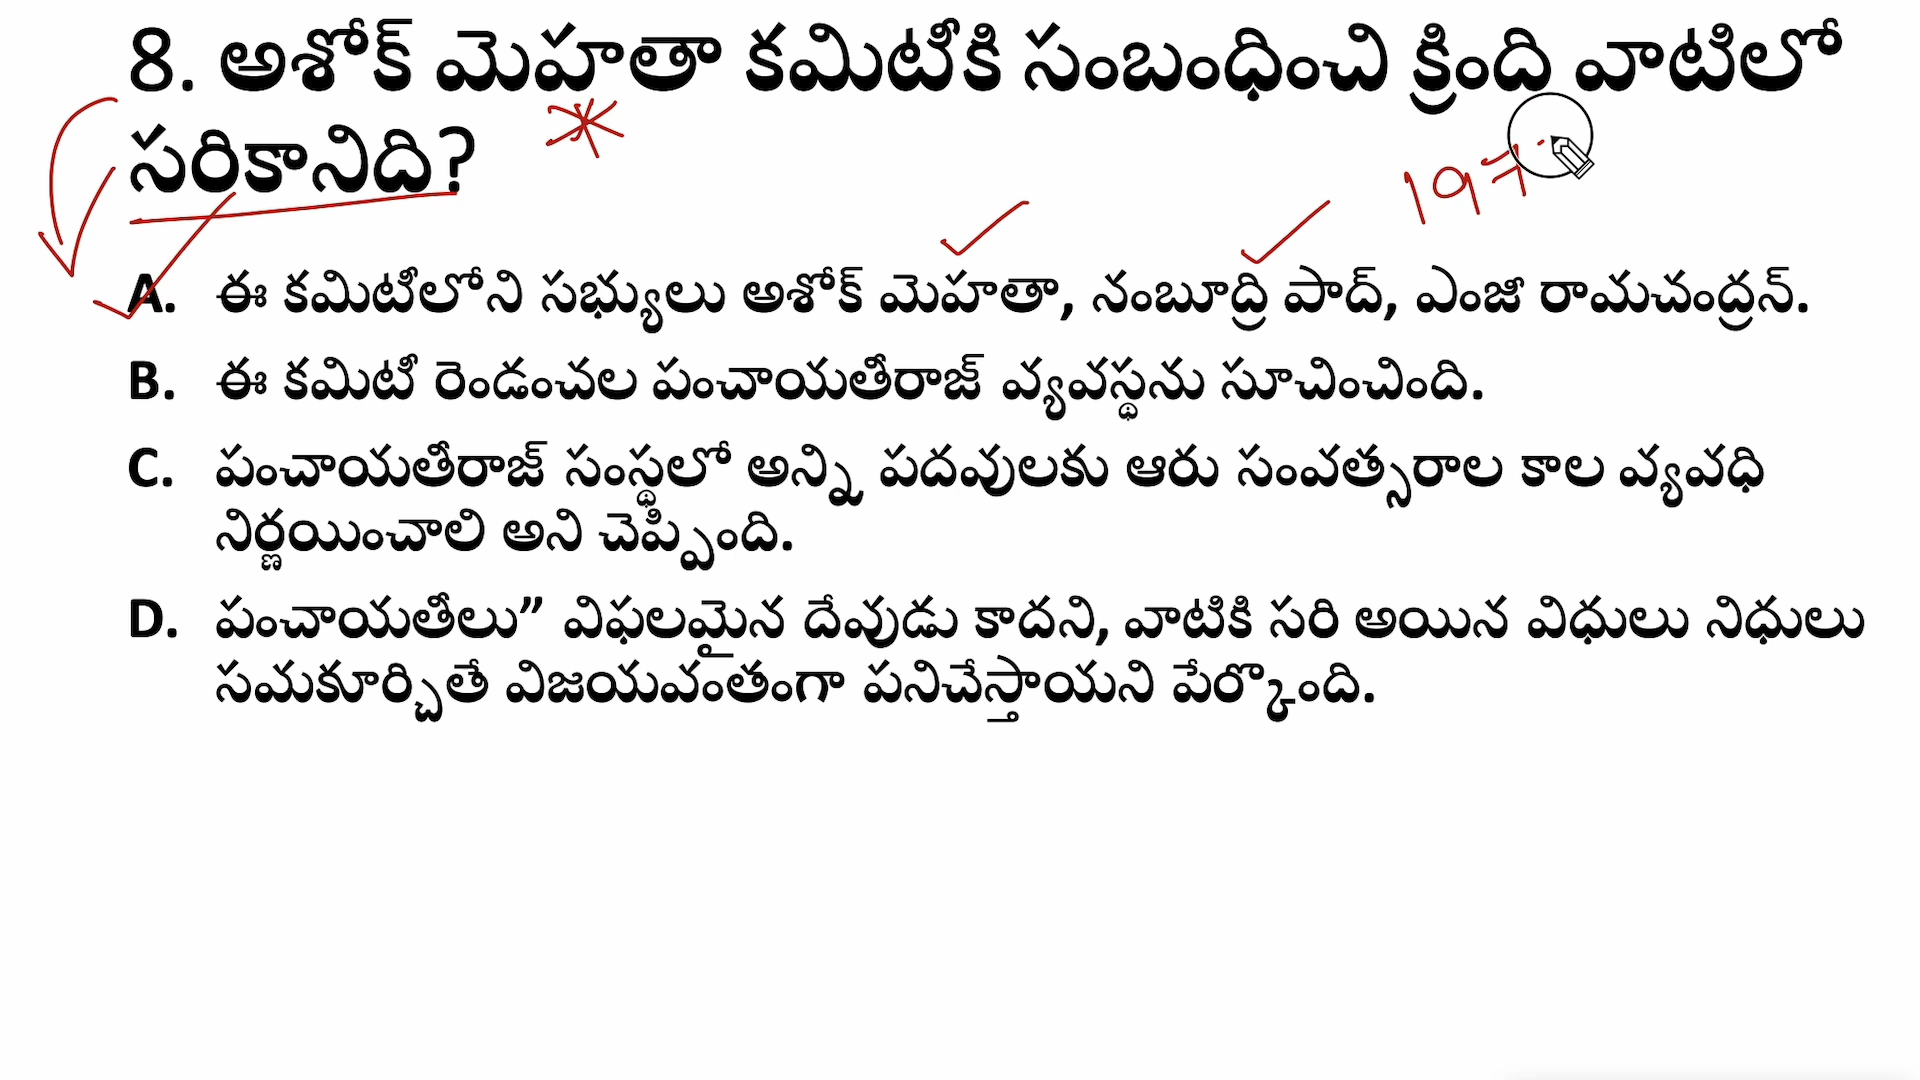 8. అశోక్ మెహతా కమిటీకి సంబంధించి క్రింది వాటిలో
సరికానిది?
197
A. ఈ కమిటీలోని సభ్యులు అశోక్ మెహతా, నంబూద్రి పాద్, ఎంజి రామచంద్రన్.
B. ఈ కమిటీ రెండంచల పంచాయతీరాజ్ వ్యవస్థను సూచించింది.
C. పంచాయతీరాజ్ సంస్థలో అన్ని పదవులకు ఆరు సంవత్సరాల కాల వ్యవధి
నిర్ణయించాలి అని చెప్పింది.
D. పంచాయతీలు” విఫలమైన దేవుడు కాదని, వాటికి సరి అయిన విధులు నిధులు
సమకూర్చితే విజయవంతంగా పనిచేస్తాయని పేర్కొంది.